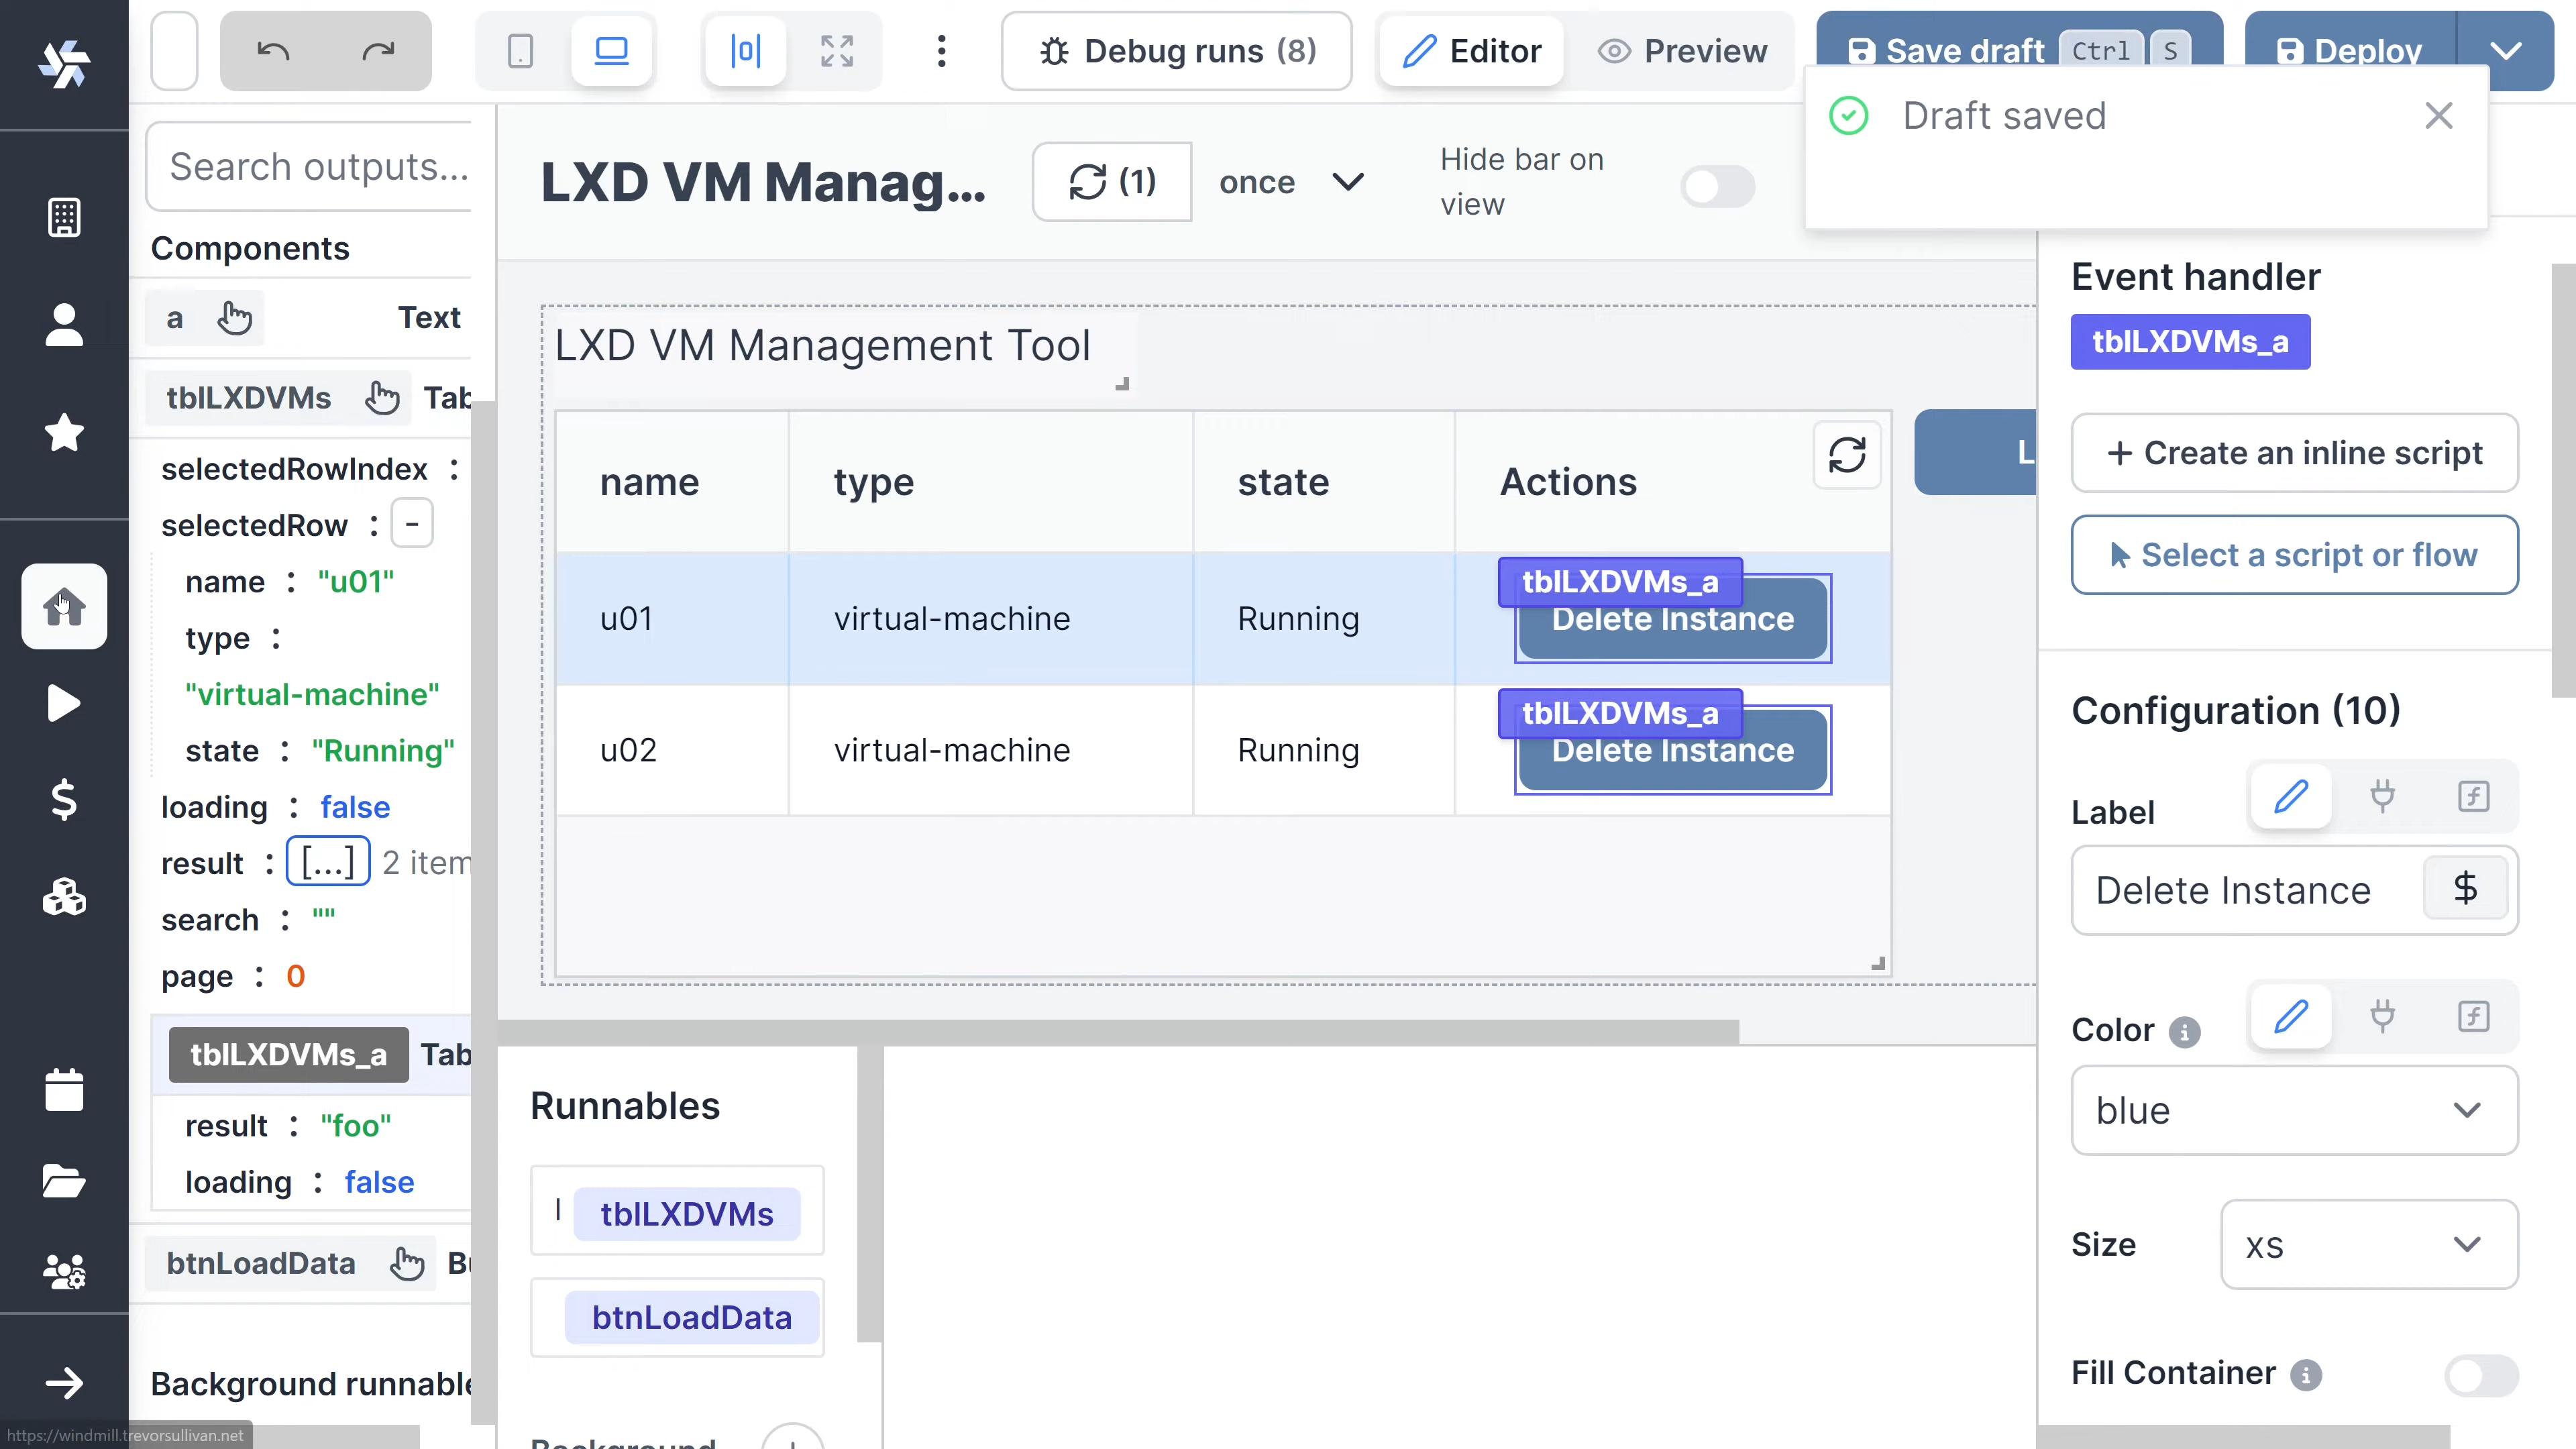 Debug runs (8)
Editor
Preview
Save draft Ctrl S
Deploy
Draft saved
Search outputs...
Components
a Text
tblLXDVMs Tab
selectedRowIndex :
selectedRow : -
name : "u01"
type :
"virtual-machine"
state : "Running"
loading : false
result : [...] 2 item
search : ""
page : 0
tblLXDVMs_a Tab
result : "foo"
loading : false
btnLoadData Bu
Background runnable
https://windmill.trevorsullivan.net
LXD VM Manag...
(1)
once
Hide bar on
view
LXD VM Management Tool
name type state Actions
L
tblLXDVMs_a
u01 virtual-machine Running Delete Instance
tblLXDVMs_a
u02 virtual-machine Running Delete Instance
Runnables
tblLXDVMs
btnLoadData
Background
Event handler
tblLXDVMs_a
+ Create an inline script
Select a script or flow
Configuration (10)
Label
Delete Instance $
Color
blue
Size xs
Fill Container